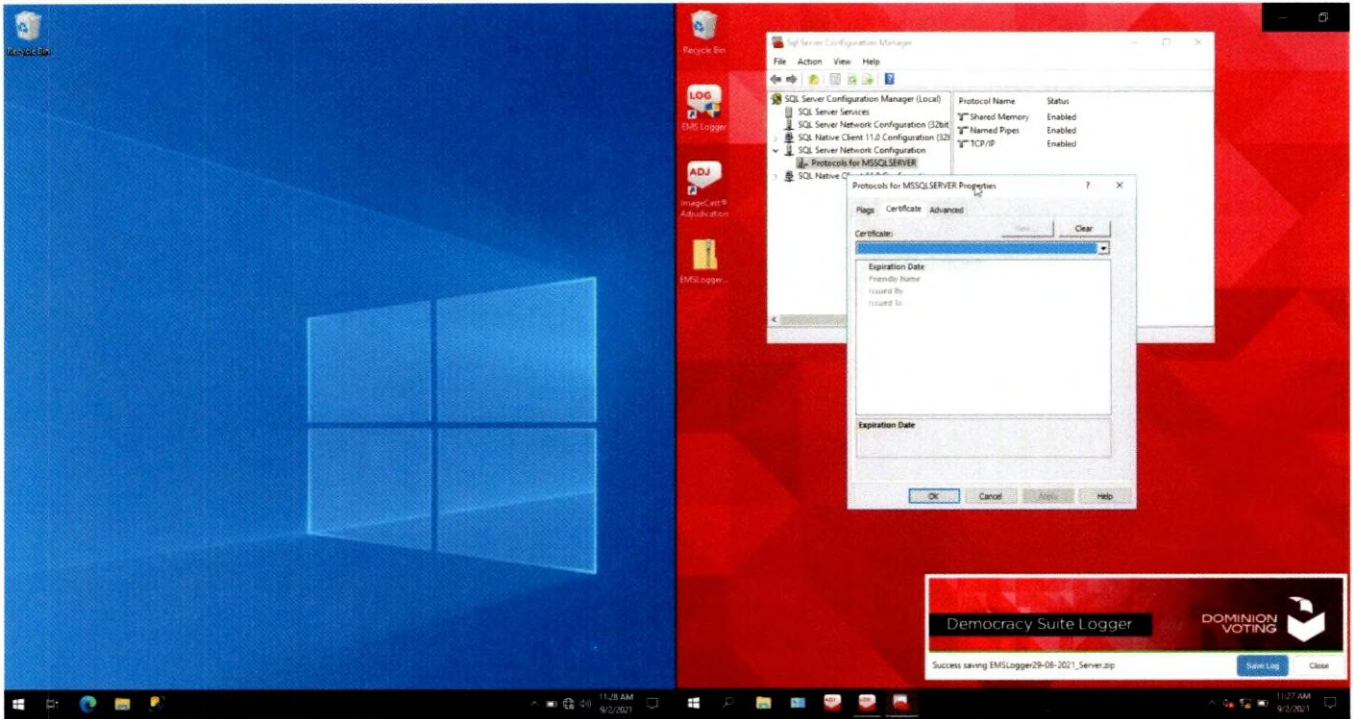 Recycle Bin
11:28 AM
9/2/2021
Recycle Bin
LOG
EMS Logger
ADJ
ImageCast®
Adjudication
EMSLogger...
Sql Server Configuration Manager
File Action View Help
SQL Server Configuration Manager (Local)
SQL Server Services
SQL Server Network Configuration (32bit
SQL Native Client 11.0 Configuration (32b
SQL Server Network Configuration
Protocols for MSSQLSERVER
SQL Native
Protocol Name Status
Shared Memory Enabled
Named Pipes Enabled
TCP/IP Enabled
Protocols for MSSQLSERVER Properties
Flags Certificate Advanced
View... Clear
Certificate:
Expiration Date
Friendly Name
Issued By
Issued To
Expiration Date
OK Cancel Apply Help
Democracy Suite Logger
DOMINION
VOTING
Success saving EMSLogger29-08-2021_Server.zip
Save Log Close
11:27 AM
9/2/2021